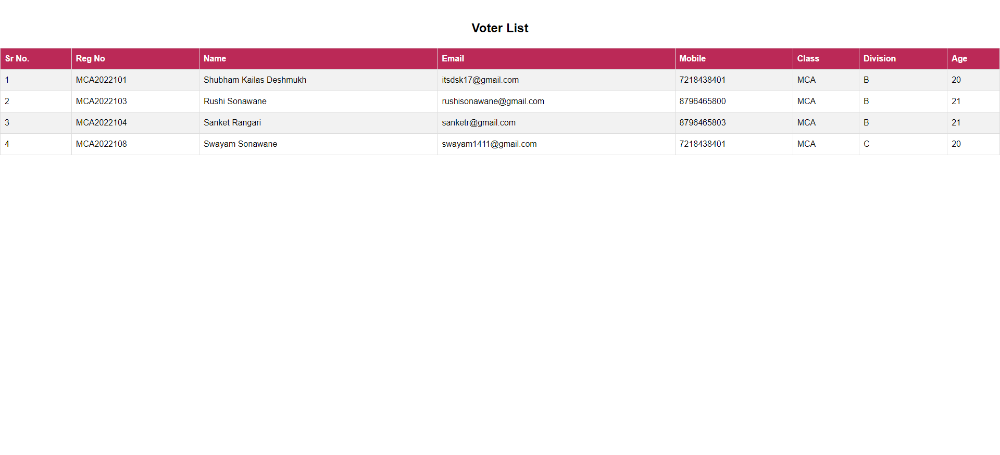 Voter List
Sr No. Reg No Name Email Mobile Class Division Age
1 MCA2022101 Shubham Kailas Deshmukh itsdsk17@gmail.com 7218438401 MCA B 20
2 MCA2022103 Rushi Sonawane rushisonawane@gmail.com 8796465800 MCA B 21
3 MCA2022104 Sanket Rangari sanketr@gmail.com 8796465803 MCA B 21
4 MCA2022108 Swayam Sonawane swayam1411@gmail.com 7218438401 MCA C 20